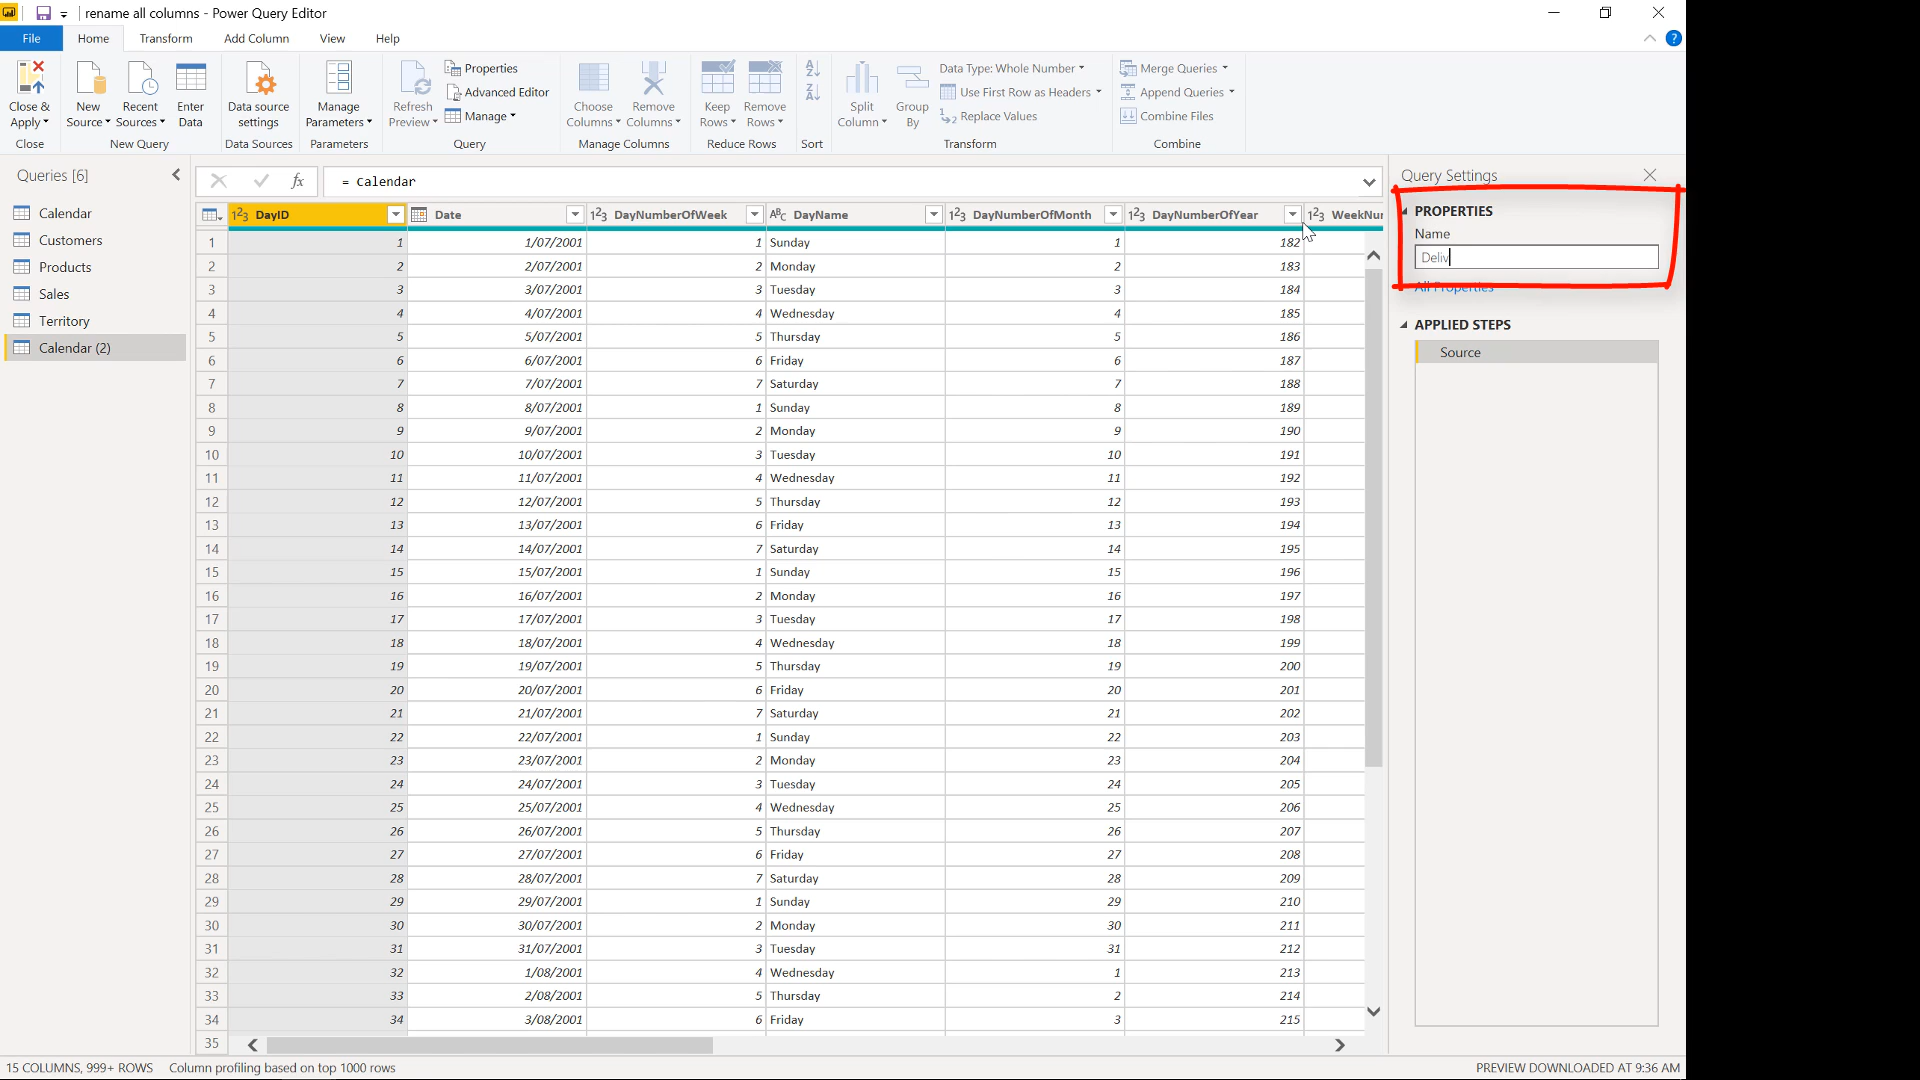 rename all columns - Power Query Editor
File Home Transform Add Column View Help
Close & Apply New Source Recent Sources Enter Data Data source settings Manage Parameters Refresh Preview Properties Advanced Editor Manage Choose Columns Remove Columns Keep Rows Remove Rows Split Column Group By Data Type: Whole Number Use First Row as Headers Replace Values Merge Queries Append Queries Combine Files
Close New Query Data Sources Parameters Query Manage Columns Reduce Rows Sort Transform Combine
Queries [6]
Calendar
Customers
Products
Sales
Territory
Calendar (2)
fx = Calendar
DayID Date DayNumberOfWeek DayName DayNumberOfMonth DayNumberOfYear WeekNur
1 1 1/07/2001 1 Sunday 1 182
2 2 2/07/2001 2 Monday 2 183
3 3 3/07/2001 3 Tuesday 3 184
4 4 4/07/2001 4 Wednesday 4 185
5 5 5/07/2001 5 Thursday 5 186
6 6 6/07/2001 6 Friday 6 187
7 7 7/07/2001 7 Saturday 7 188
8 8 8/07/2001 1 Sunday 8 189
9 9 9/07/2001 2 Monday 9 190
10 10 10/07/2001 3 Tuesday 10 191
11 11 11/07/2001 4 Wednesday 11 192
12 12 12/07/2001 5 Thursday 12 193
13 13 13/07/2001 6 Friday 13 194
14 14 14/07/2001 7 Saturday 14 195
15 15 15/07/2001 1 Sunday 15 196
16 16 16/07/2001 2 Monday 16 197
17 17 17/07/2001 3 Tuesday 17 198
18 18 18/07/2001 4 Wednesday 18 199
19 19 19/07/2001 5 Thursday 19 200
20 20 20/07/2001 6 Friday 20 201
21 21 21/07/2001 7 Saturday 21 202
22 22 22/07/2001 1 Sunday 22 203
23 23 23/07/2001 2 Monday 23 204
24 24 24/07/2001 3 Tuesday 24 205
25 25 25/07/2001 4 Wednesday 25 206
26 26 26/07/2001 5 Thursday 26 207
27 27 27/07/2001 6 Friday 27 208
28 28 28/07/2001 7 Saturday 28 209
29 29 29/07/2001 1 Sunday 29 210
30 30 30/07/2001 2 Monday 30 211
31 31 31/07/2001 3 Tuesday 31 212
32 32 1/08/2001 4 Wednesday 1 213
33 33 2/08/2001 5 Thursday 2 214
34 34 3/08/2001 6 Friday 3 215
35
Query Settings
PROPERTIES
Name
Deliv
All Properties
APPLIED STEPS
Source
15 COLUMNS, 999+ ROWS Column profiling based on top 1000 rows PREVIEW DOWNLOADED AT 9:36 AM